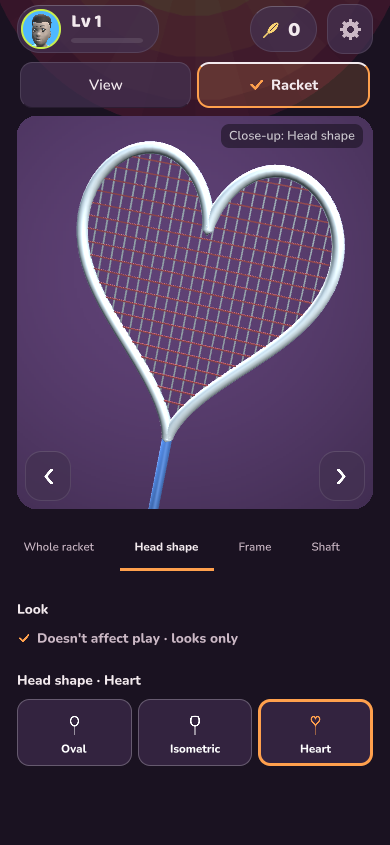 Lv 1
0
View
Racket
Close-up: Head shape
Whole racket
Head shape
Frame
Shaft
Look
Doesn't affect play · looks only
Head shape · Heart
Oval
Isometric
Heart